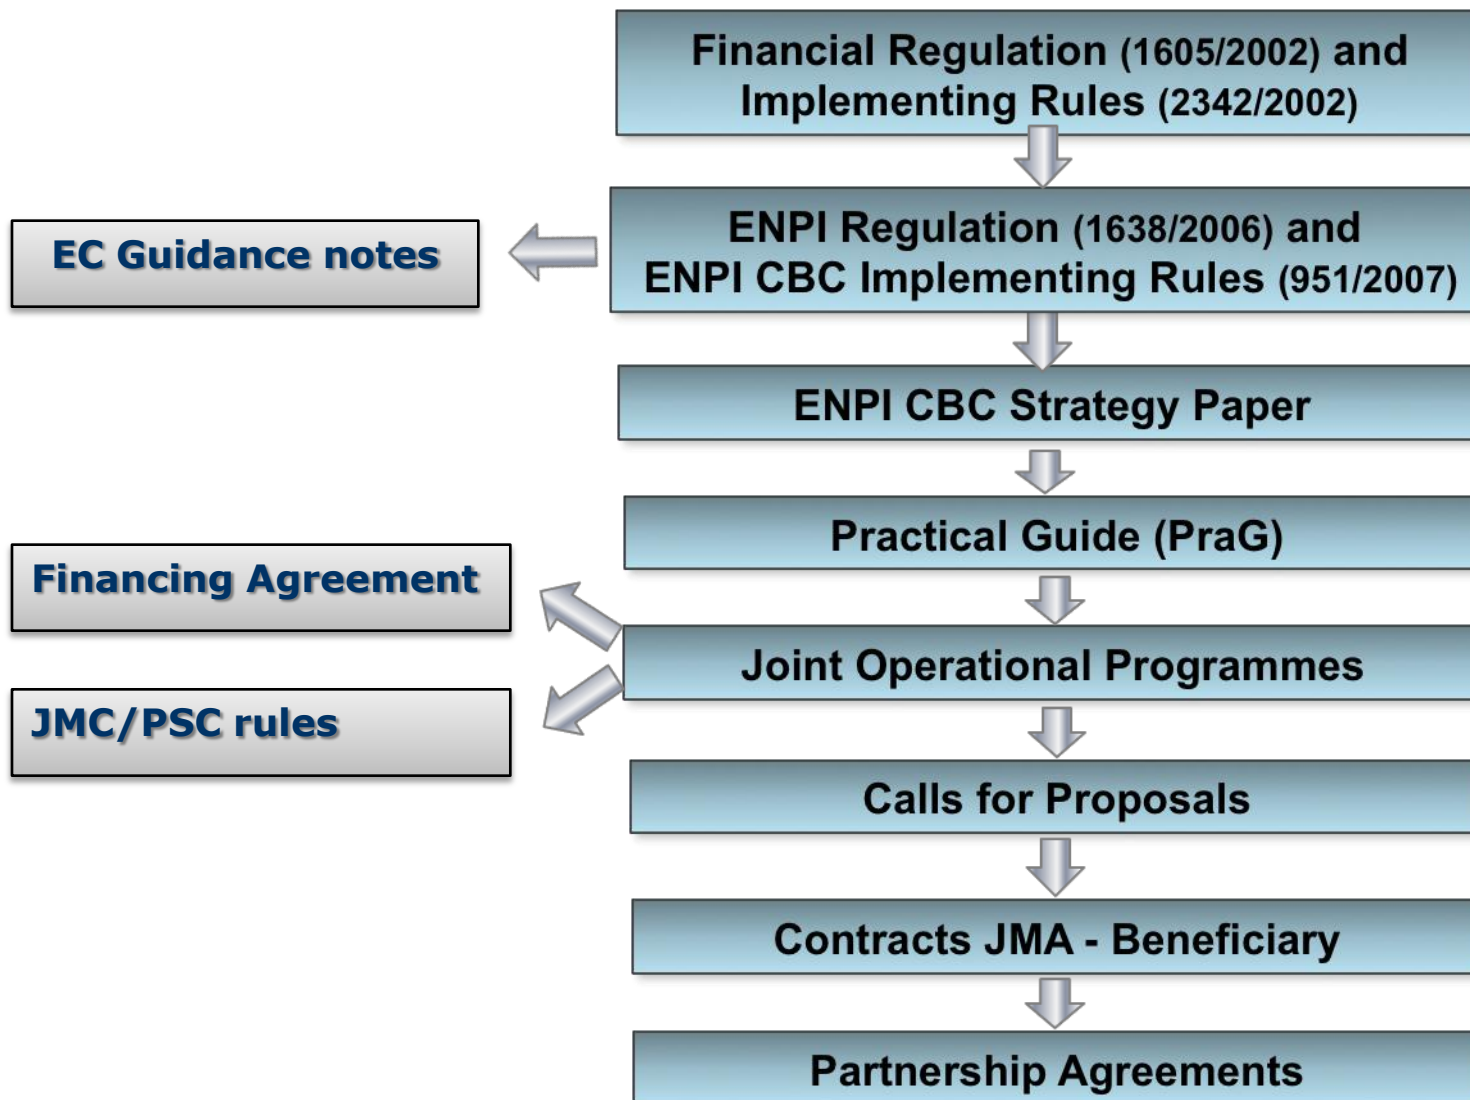 Financial Regulation (1605/2002) and
Implementing Rules (2342/2002)
EC Guidance notes
ENPI Regulation (1638/2006) and
ENPI CBC Implementing Rules (951/2007)
ENPI CBC Strategy Paper
Practical Guide (PraG)
Financing Agreement
Joint Operational Programmes
JMC/PSC rules
Calls for Proposals
Contracts JMA - Beneficiary
Partnership Agreements